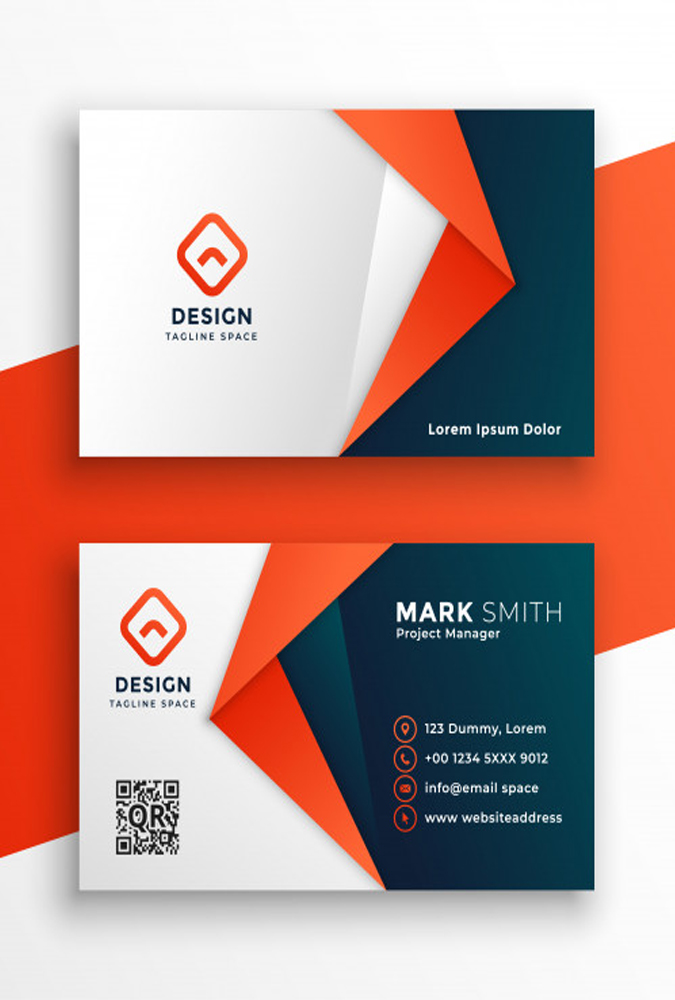 DESIGN
TAGLINE SPACE
Lorem Ipsum Dolor
MARK SMITH
Project Manager
DESIGN
TAGLINE SPACE
123 Dummy, Lorem
+00 1234 5XXX 9012
info@email space
www websiteaddress
QR